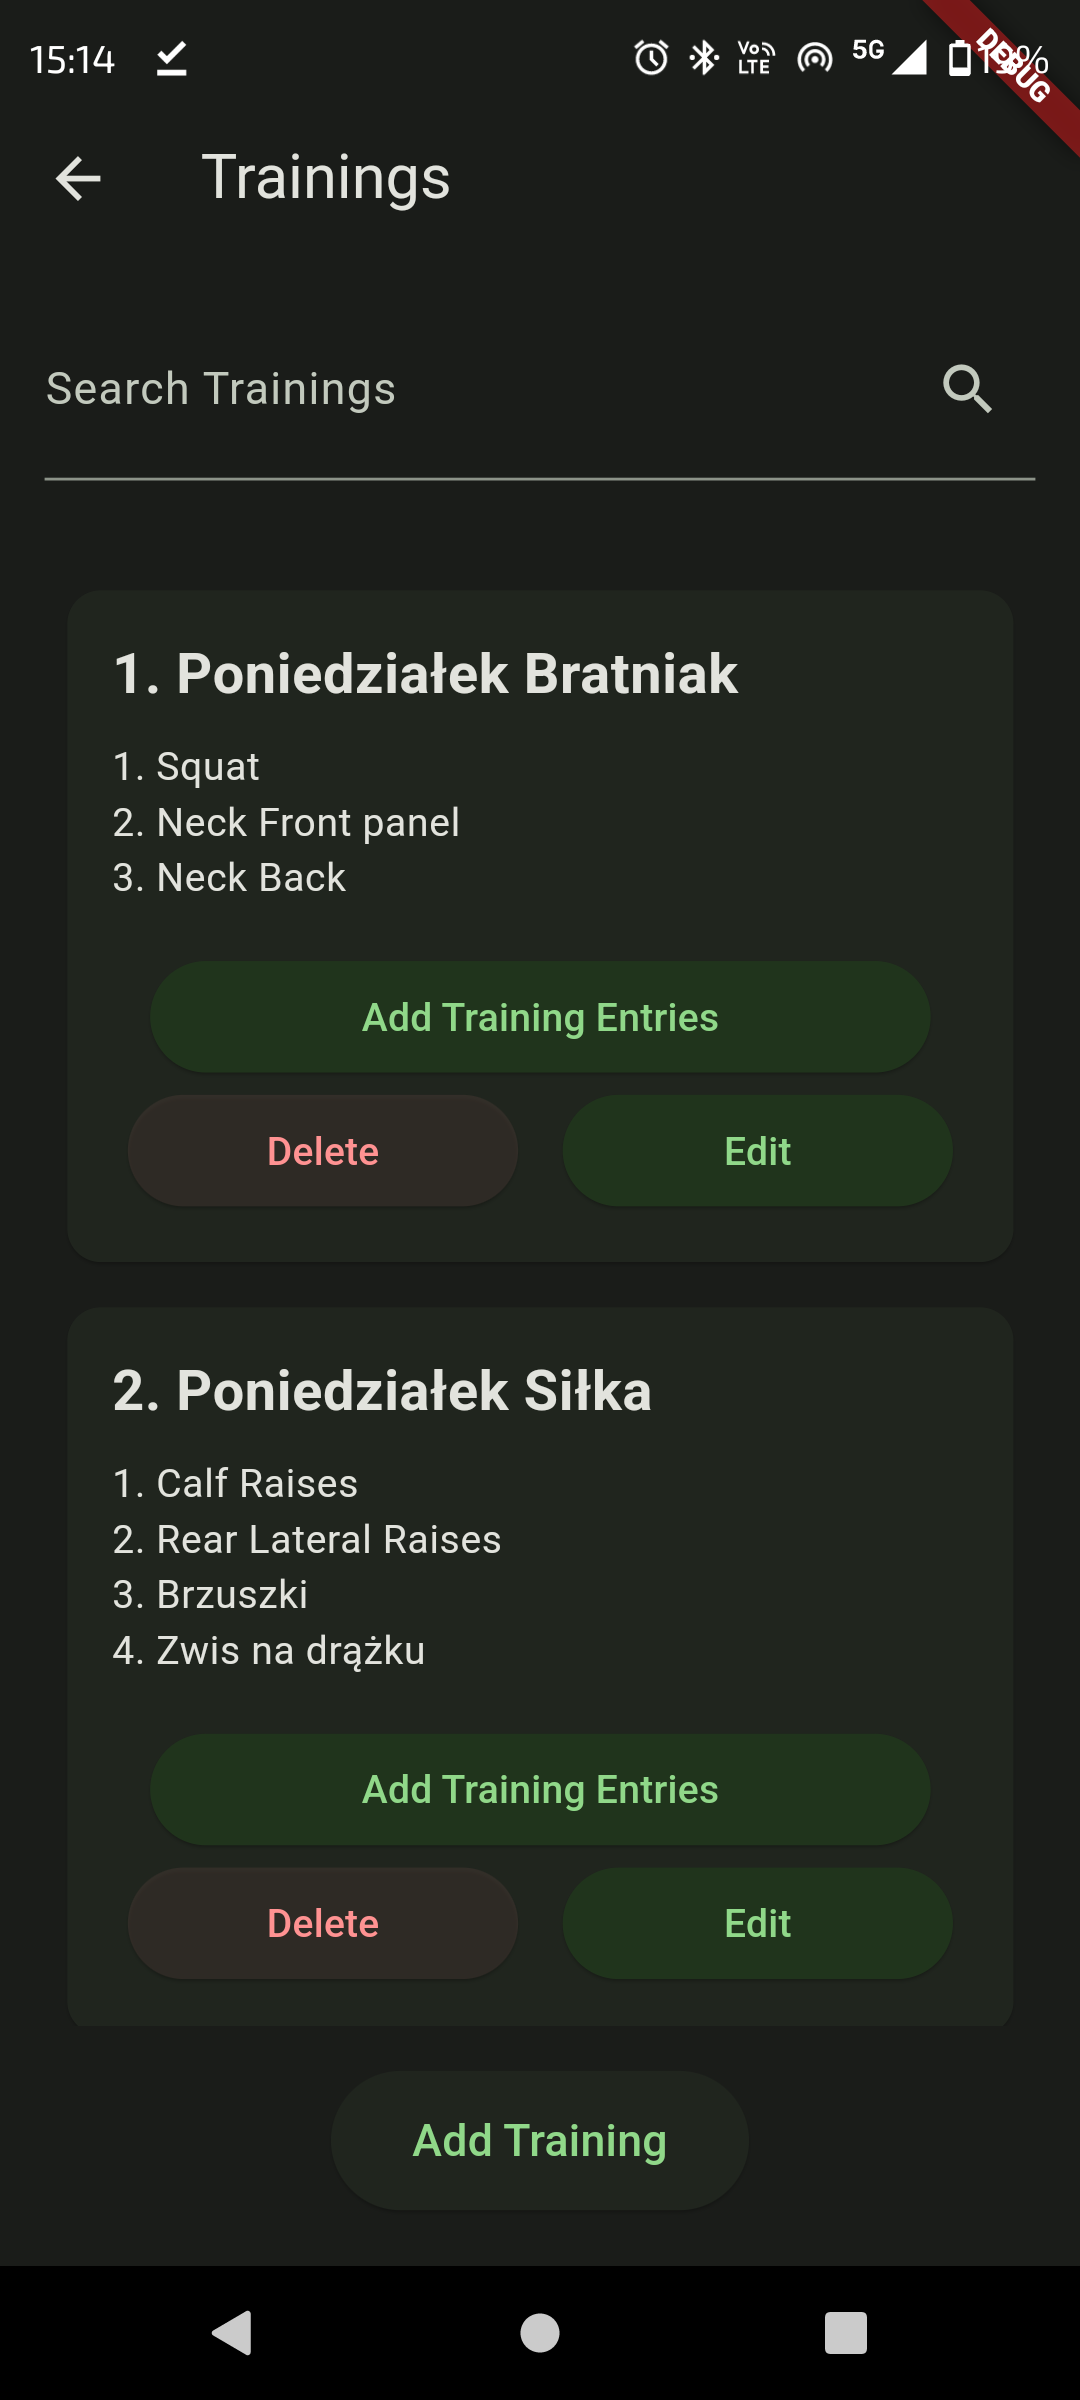 15:14
Vo LTE 5G
DEBUG
Trainings
Search Trainings
1. Poniedziałek Bratniak
1. Squat
2. Neck Front panel
3. Neck Back
Add Training Entries
Delete Edit
2. Poniedziałek Siłka
1. Calf Raises
2. Rear Lateral Raises
3. Brzuszki
4. Zwis na drążku
Add Training Entries
Delete Edit
Add Training